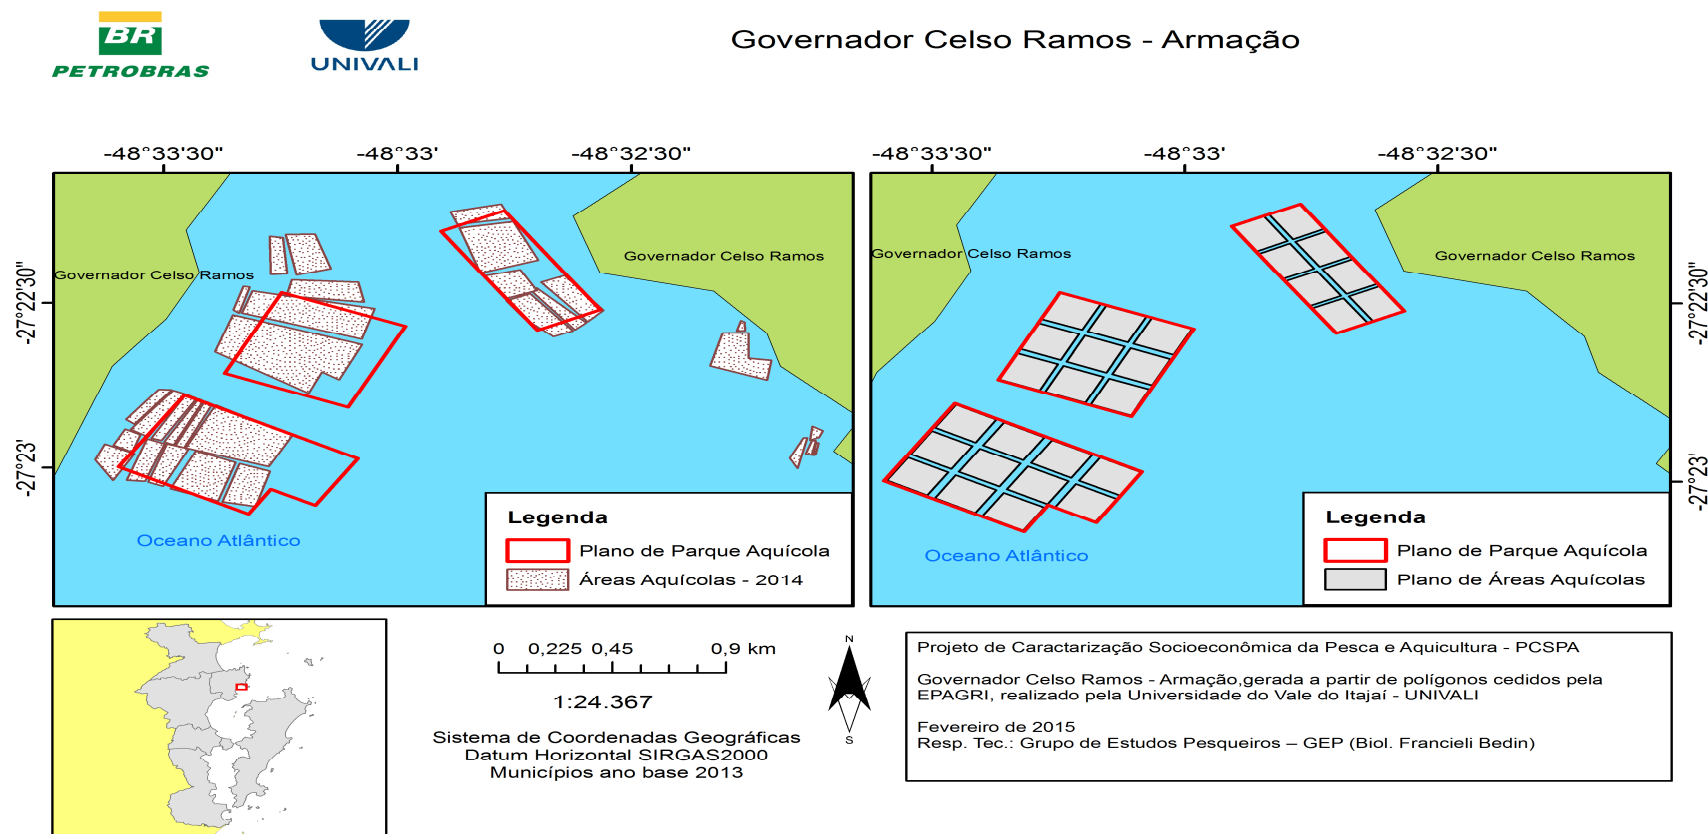 BR
PETROBRAS
UNIVALI
Governador Celso Ramos - Armação
-48°33'30"
-48°33'
-48°32'30"
-48°33'30"
-48°33'
-48°32'30"
-27°22'30"
-27°23'
Governador Celso Ramos
Governador Celso Ramos
Oceano Atlântico
Legenda
Plano de Parque Aquícola
Áreas Aquícolas - 2014
Governador Celso Ramos
Governador Celso Ramos
Oceano Atlântico
Legenda
Plano de Parque Aquícola
Plano de Áreas Aquícolas
-27°22'30"
-27°23'
0 0,225 0,45 0,9 km
1:24.367
Sistema de Coordenadas Geográficas
Datum Horizontal SIRGAS2000
Municípios ano base 2013
N
S
Projeto de Caractarização Socioeconômica da Pesca e Aquicultura - PCSPA
Governador Celso Ramos - Armação,gerada a partir de polígonos cedidos pela
EPAGRI, realizado pela Universidade do Vale do Itajaí - UNIVALI
Fevereiro de 2015
Resp. Tec.: Grupo de Estudos Pesqueiros – GEP (Biol. Francieli Bedin)